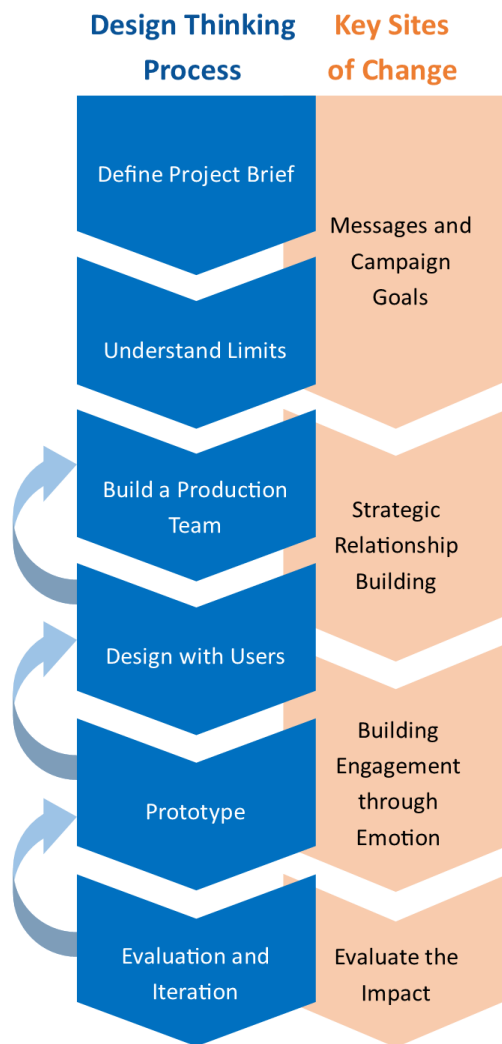 Design Thinking
Process
Key Sites
of Change
Define Project Brief
Messages and
Campaign
Goals
Understand Limits
Build a Production
Team
Strategic
Relationship
Building
Design with Users
Building
Engagement
through
Emotion
Prototype
Evaluation and
Iteration
Evaluate the
Impact